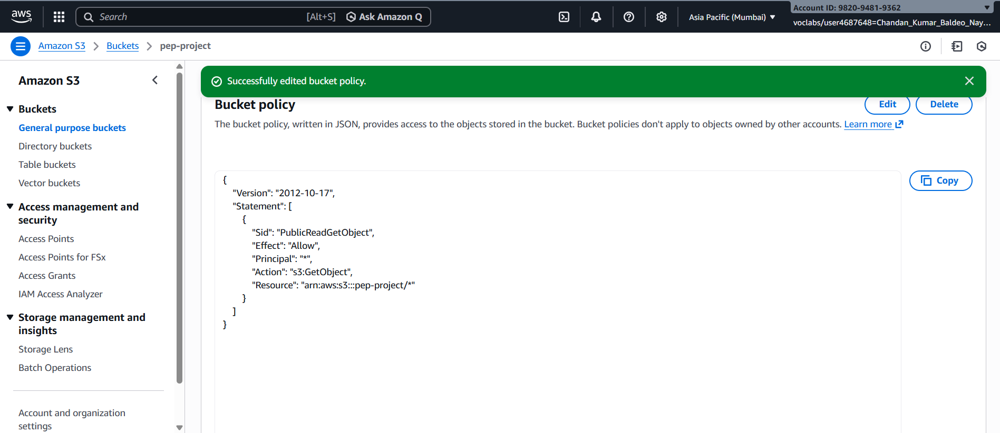 aws
Search
[Alt+S]
Ask Amazon Q
Asia Pacific (Mumbai)
Account ID: 9820-9481-9362
voclabs/user4687648=Chandan_Kumar_Baldeo_Nay...
Amazon S3
Buckets
pep-project
Amazon S3
Buckets
General purpose buckets
Directory buckets
Table buckets
Vector buckets
Access management and
security
Access Points
Access Points for FSx
Access Grants
IAM Access Analyzer
Storage management and
insights
Storage Lens
Batch Operations
Account and organization
settings
Successfully edited bucket policy.
Bucket policy
Edit
Delete
The bucket policy, written in JSON, provides access to the objects stored in the bucket. Bucket policies don't apply to objects owned by other accounts. Learn more
Copy
{
    "Version": "2012-10-17",
    "Statement": [
        {
            "Sid": "PublicReadGetObject",
            "Effect": "Allow",
            "Principal": "*",
            "Action": "s3:GetObject",
            "Resource": "arn:aws:s3:::pep-project/*"
        }
    ]
}